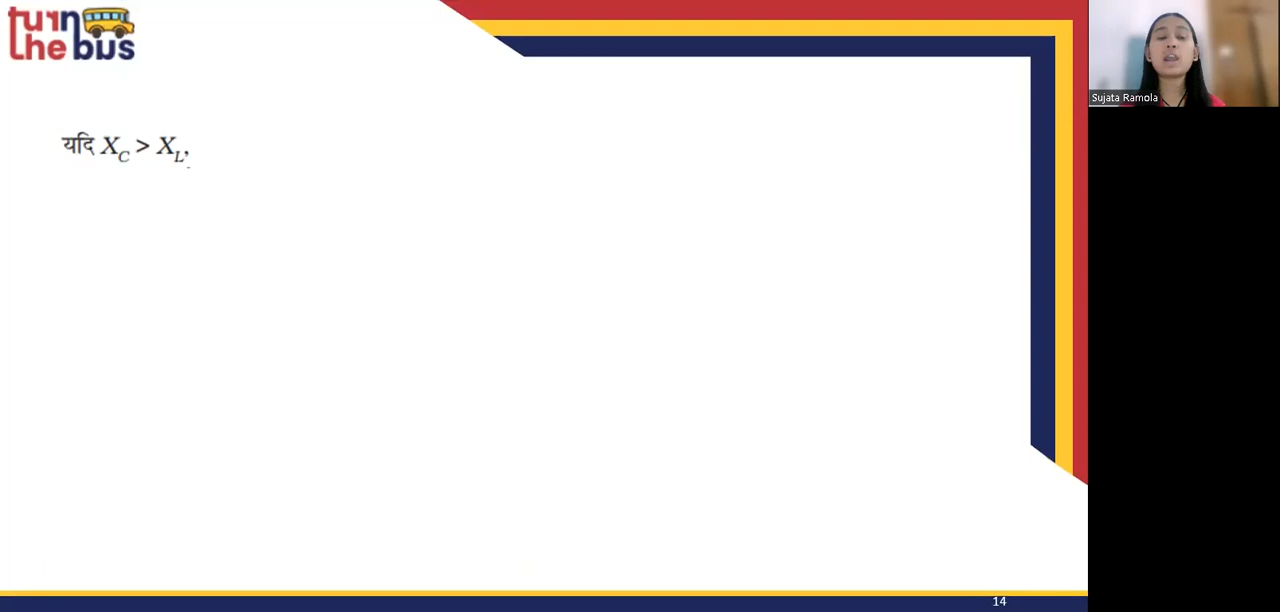 turn
the bus
Sujata Ramola
यदि X_C > X_L,
14